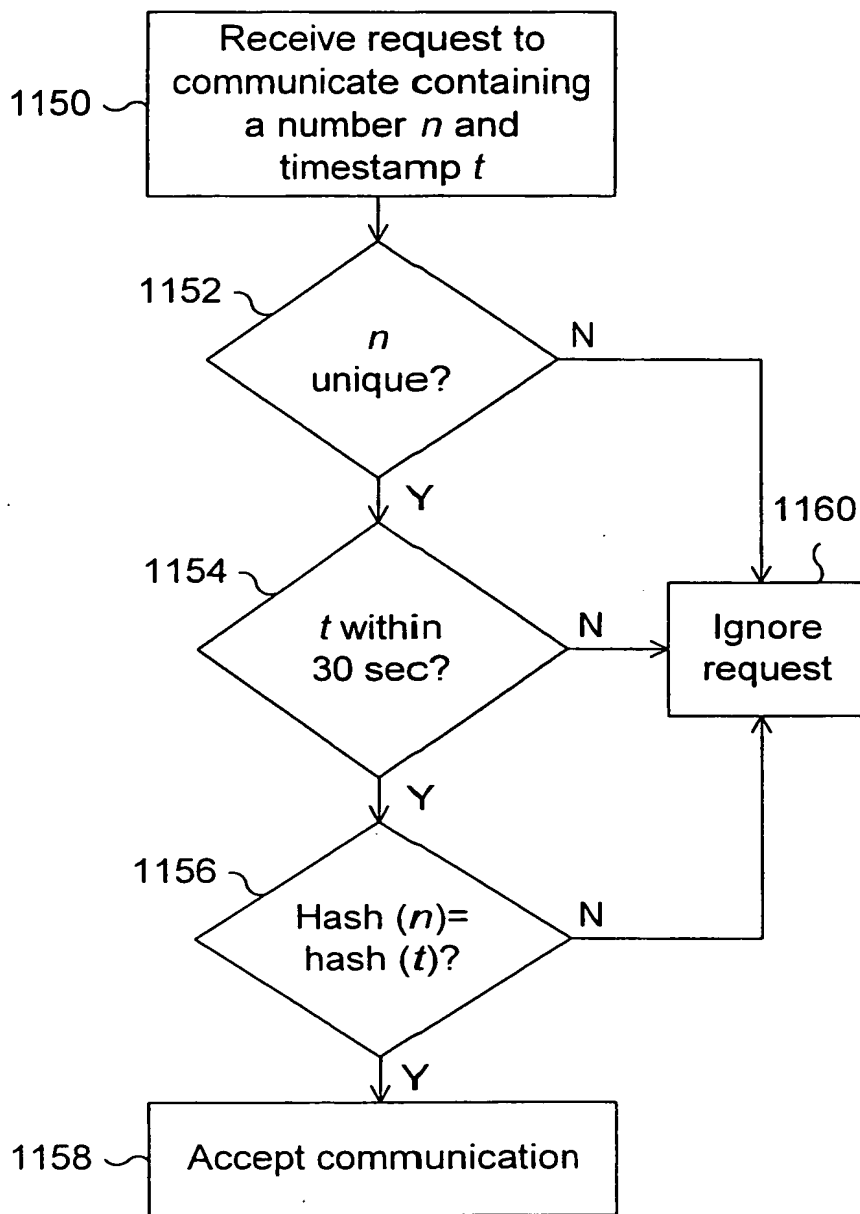 Receive request to
communicate containing
a number n and
timestamp t
1150
1152
n
unique?
N
Y
1160
1154
t within
30 sec?
N
Ignore
request
Y
1156
Hash (n)=
hash (t)?
N
Y
1158
Accept communication